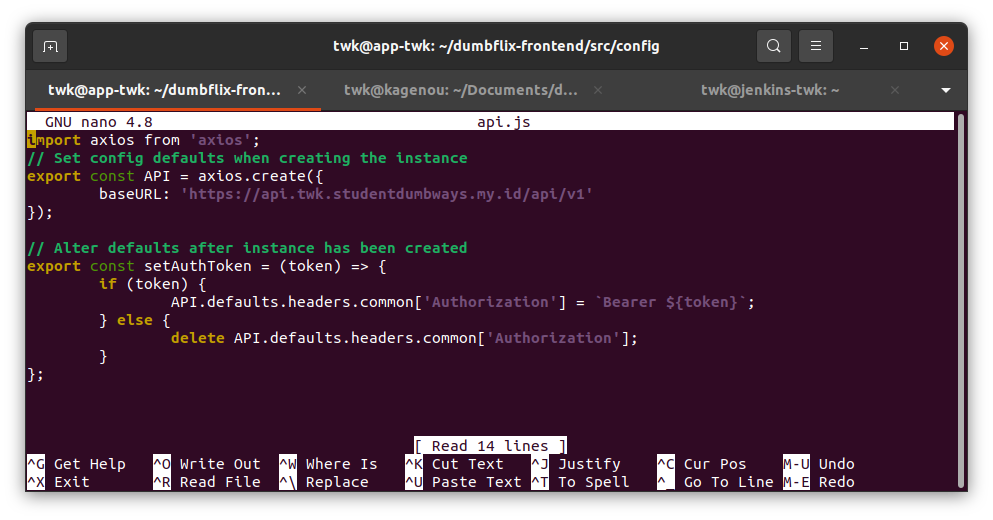 twk@app-twk: ~/dumbflix-frontend/src/config
twk@app-twk: ~/dumbflix-fron... × twk@kagenou: ~/Documents/d... × twk@jenkins-twk: ~ ×
GNU nano 4.8 api.js
import axios from 'axios';
// Set config defaults when creating the instance
export const API = axios.create({
        baseURL: 'https://api.twk.studentdumbways.my.id/api/v1'
});

// Alter defaults after instance has been created
export const setAuthToken = (token) => {
        if (token) {
                API.defaults.headers.common['Authorization'] = `Bearer ${token}`;
        } else {
                delete API.defaults.headers.common['Authorization'];
        }
};
[ Read 14 lines ]
^G Get Help ^O Write Out ^W Where Is ^K Cut Text ^J Justify ^C Cur Pos M-U Undo
^X Exit ^R Read File ^\ Replace ^U Paste Text ^T To Spell ^_ Go To Line M-E Redo